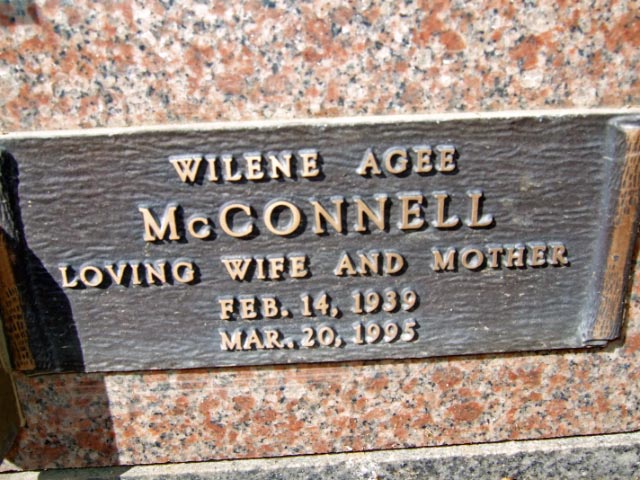 WILENE AGEE
McCONNELL
LOVING WIFE AND MOTHER
FEB. 14, 1939
MAR. 20, 1995